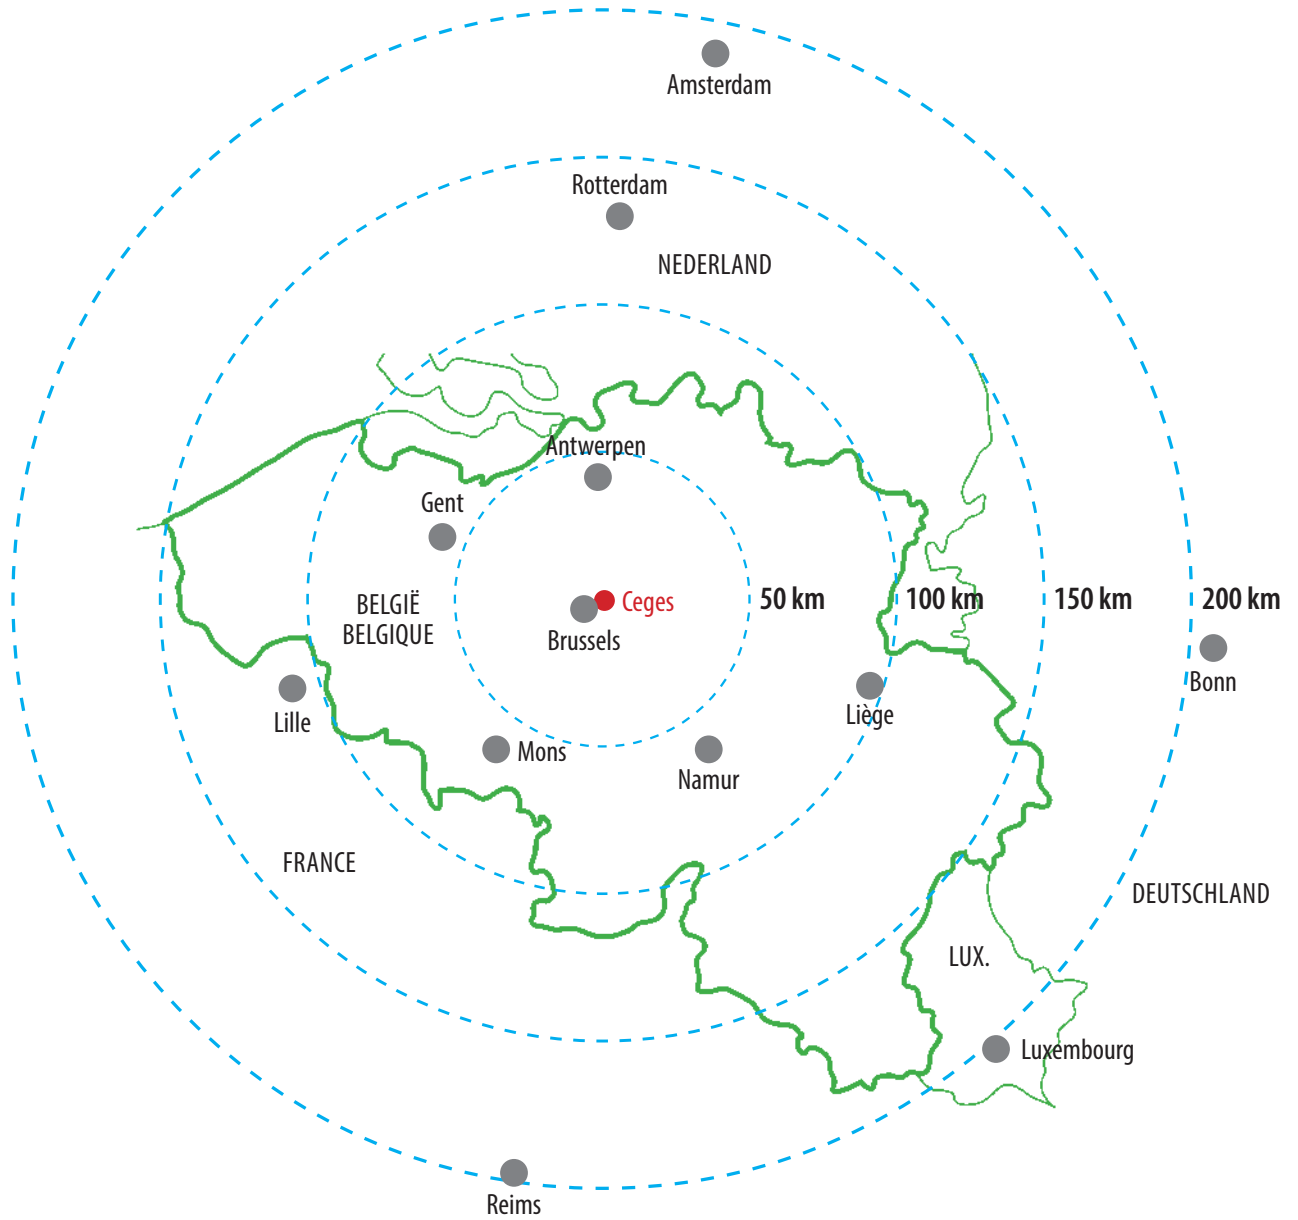 Amsterdam
Rotterdam
NEDERLAND
Antwerpen
Gent
BELGIË
BELGIQUE
Ceges
Brussels
50 km
100 km
150 km
200 km
Bonn
Lille
Liège
Mons
Namur
FRANCE
DEUTSCHLAND
LUX.
Luxembourg
Reims